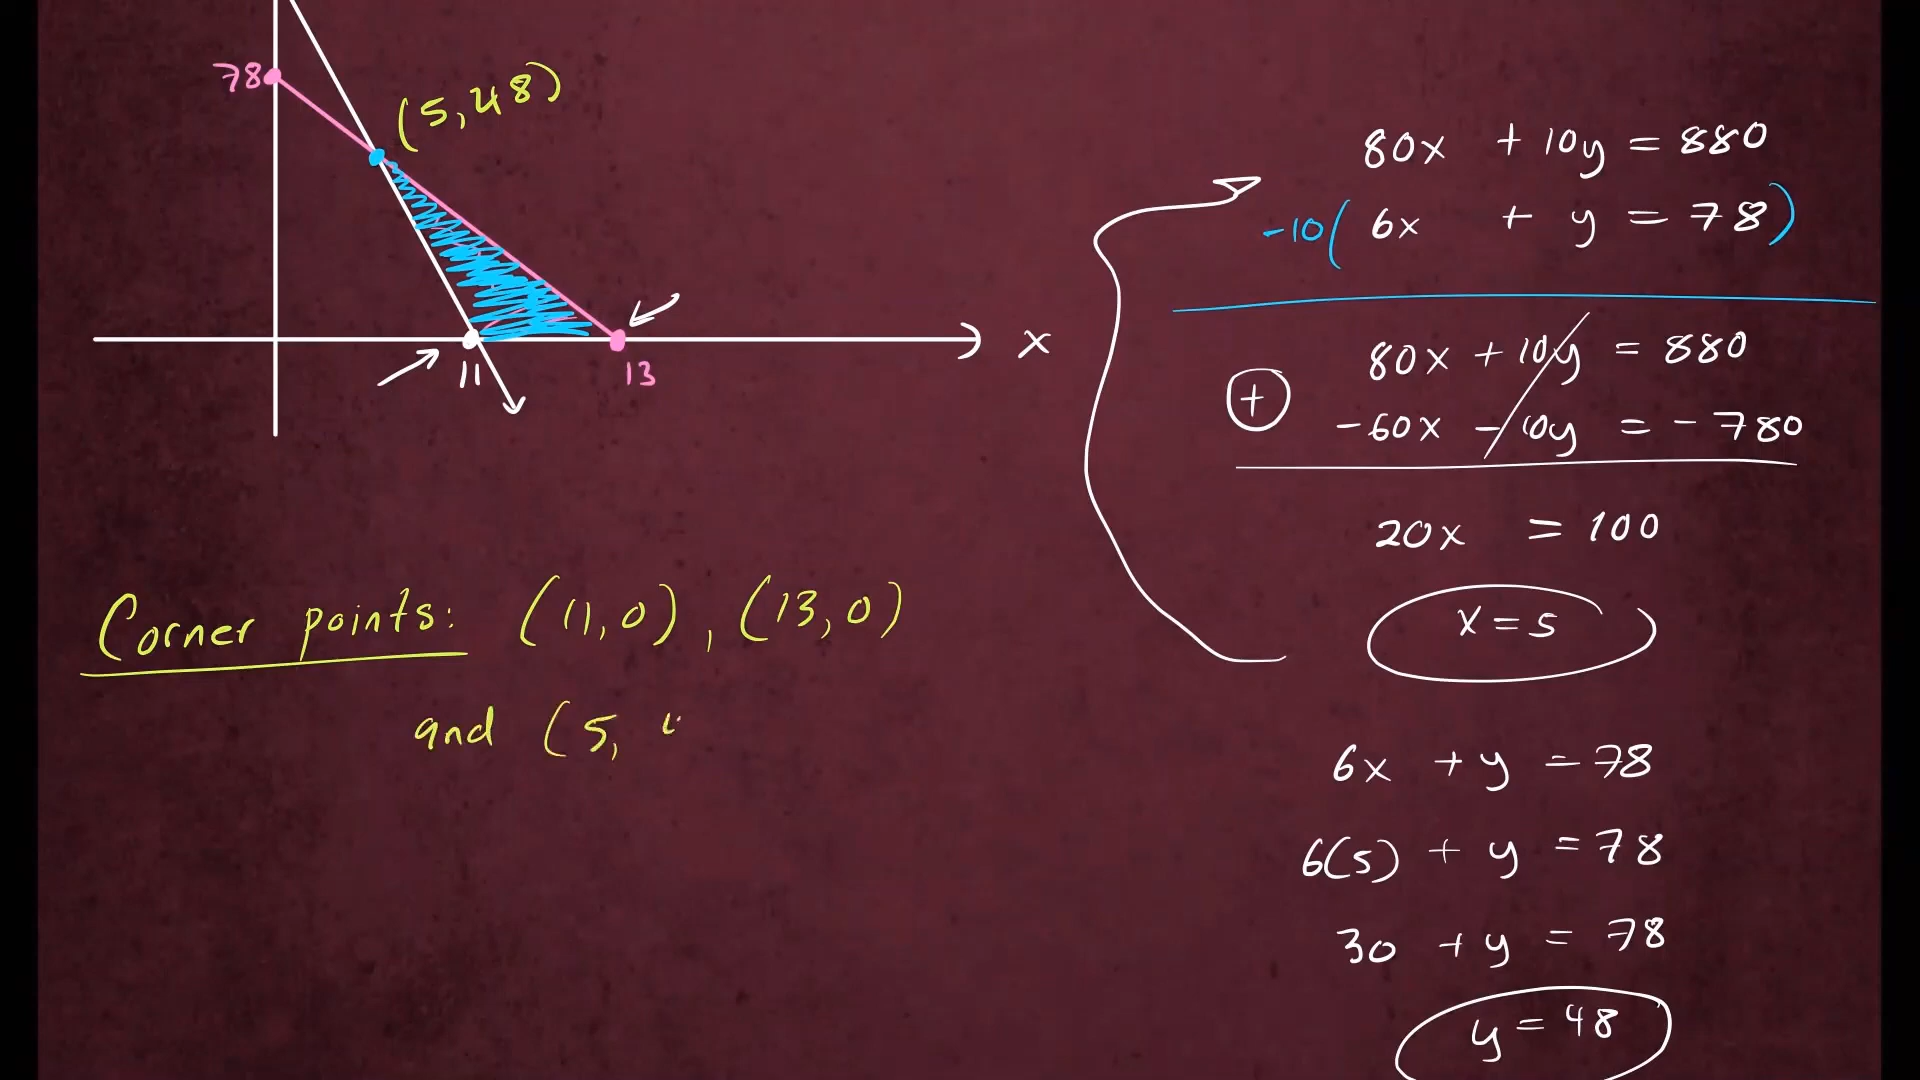 78
(5,48)
x
11
13
Corner points: (11,0), (13,0)
and (5,
80x + 10y = 880
-10( 6x + y = 78 )
80x + 10y = 880
+
-60x - 10y = - 780
20x = 100
x = 5
6x + y = 78
6(5) + y = 78
30 + y = 78
y = 48